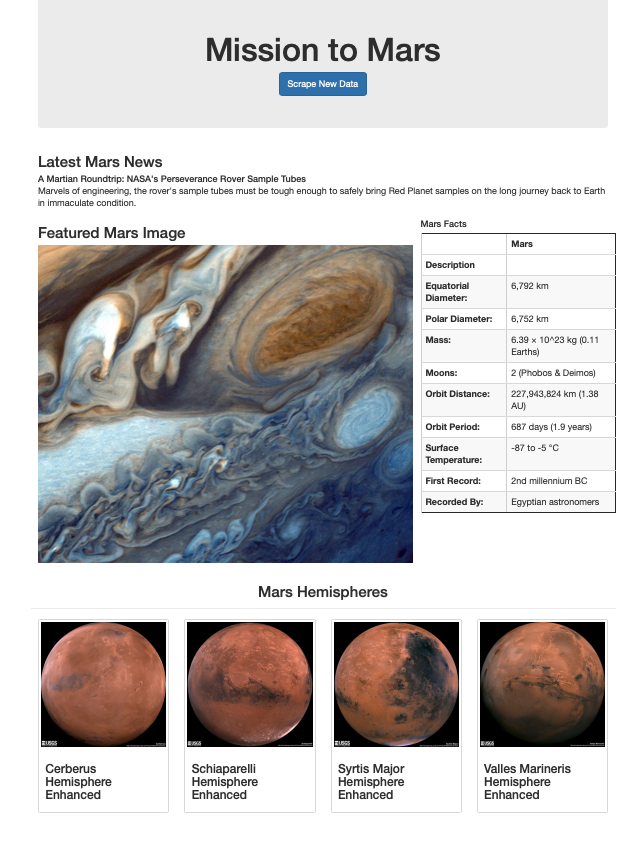 Mission to Mars
Scrape New Data
Latest Mars News
A Martian Roundtrip: NASA's Perseverance Rover Sample Tubes
Marvels of engineering, the rover's sample tubes must be tough enough to safely bring Red Planet samples on the long journey back to Earth
in immaculate condition.
Featured Mars Image
Mars Facts
Mars
Description
Equatorial
Diameter:
6,792 km
Polar Diameter:
6,752 km
Mass:
6.39 × 10^23 kg (0.11
Earths)
Moons:
2 (Phobos & Deimos)
Orbit Distance:
227,943,824 km (1.38
AU)
Orbit Period:
687 days (1.9 years)
Surface
Temperature:
-87 to -5 °C
First Record:
2nd millennium BC
Recorded By:
Egyptian astronomers
Mars Hemispheres
USGS
USGS
USGS
USGS
Cerberus
Hemisphere
Enhanced
Schiaparelli
Hemisphere
Enhanced
Syrtis Major
Hemisphere
Enhanced
Valles Marineris
Hemisphere
Enhanced